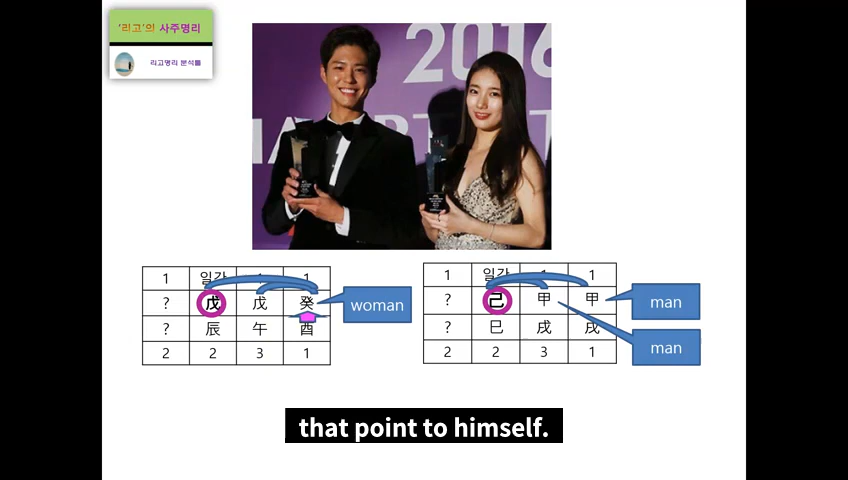 '리고'의 사주명리
리고명리 분석틀
2016
1 일간 1 1
? 戊 戊 癸
? 辰 午 酉
2 2 3 1
woman
1 일간 1 1
? 己 甲 甲
? 巳 戌 戌
2 2 3 1
man
man
that point to himself.